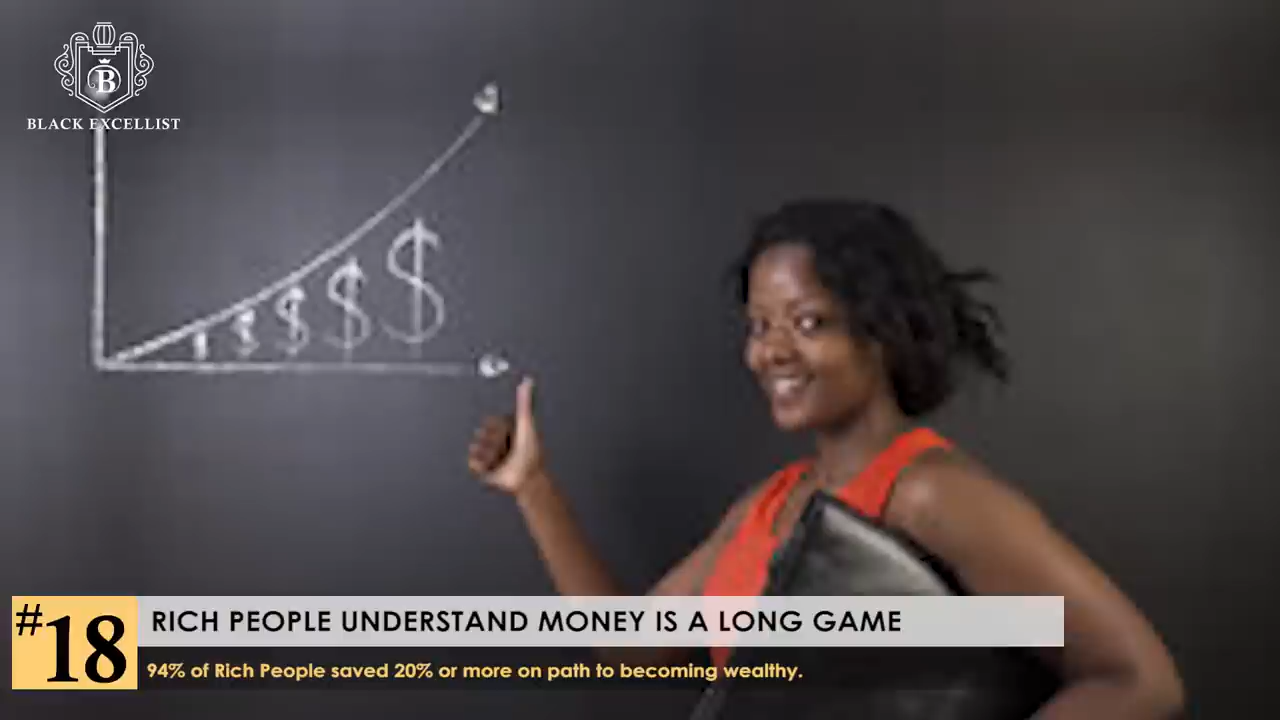 B
BLACK EXCELLIST
$ $ $ $ $
#18
RICH PEOPLE UNDERSTAND MONEY IS A LONG GAME
94% of Rich People saved 20% or more on path to becoming wealthy.